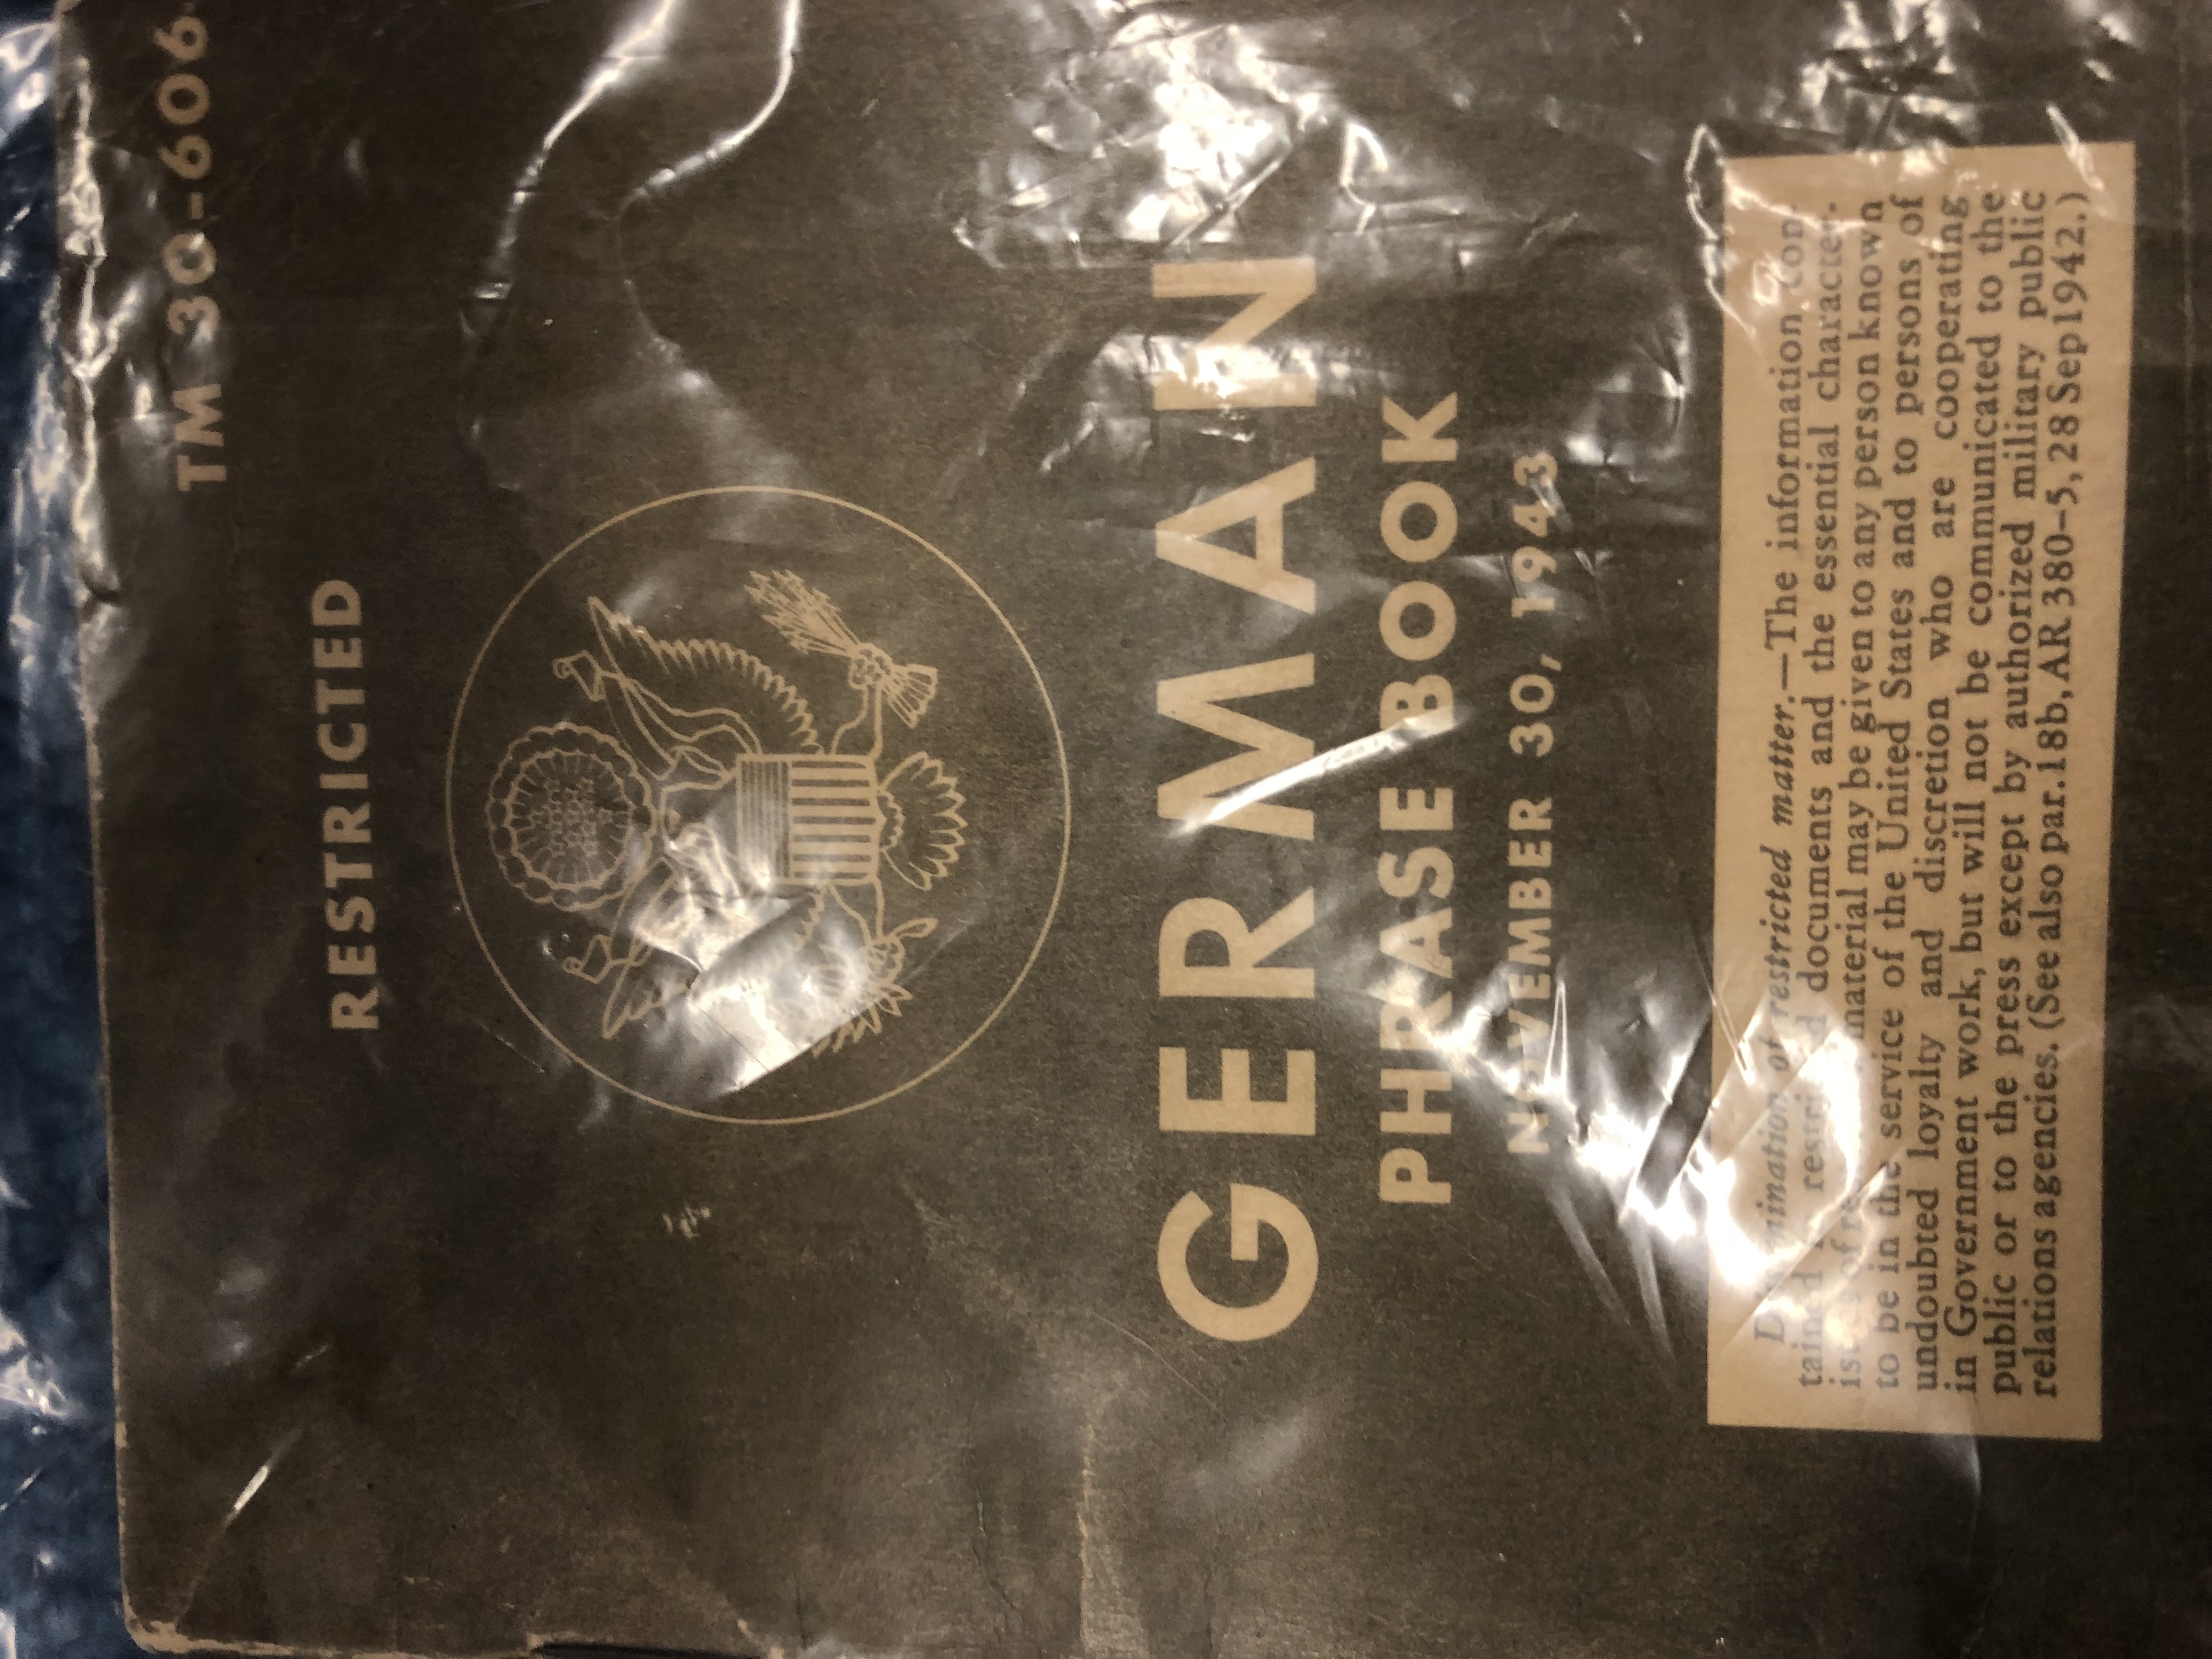 TM 30-606
RESTRICTED
GERMAN
PHRASE BOOK
NOVEMBER 30, 1943
Dissemination of restricted matter.—The information con-
tained restricted documents and the essential character-
istics of material may be given to any person known
to be in the service of the United States and to persons of
undoubted loyalty and discretion who are cooperating
in Government work, but will not be communicated to the
public or to the press except by authorized military public
relations agencies. (See also par. 18b, AR 380-5, 28 Sep 1942.)